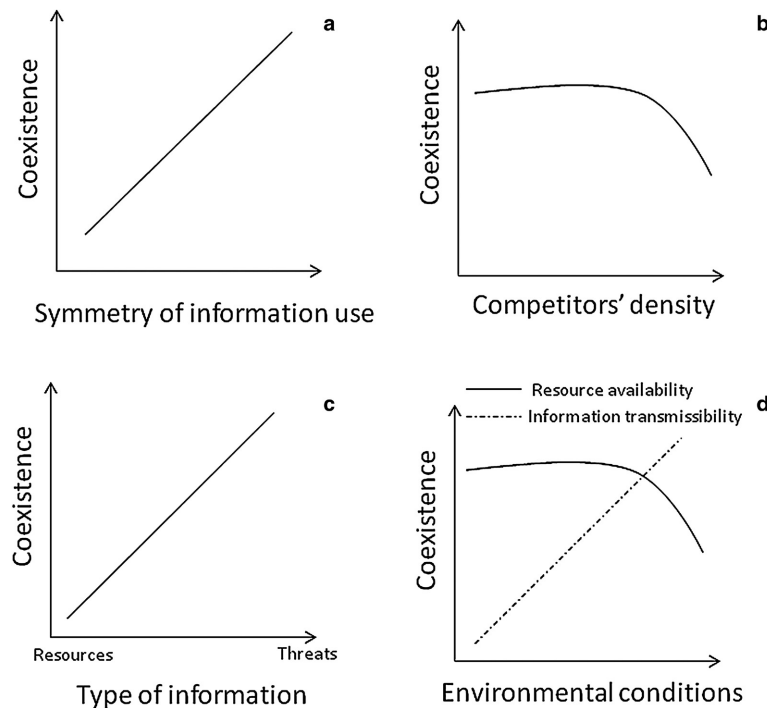 a
Coexistence
Symmetry of information use
b
Coexistence
Competitors' density
c
Coexistence
Resources Threats
Type of information
Resource availability
Information transmissibility
d
Coexistence
Environmental conditions